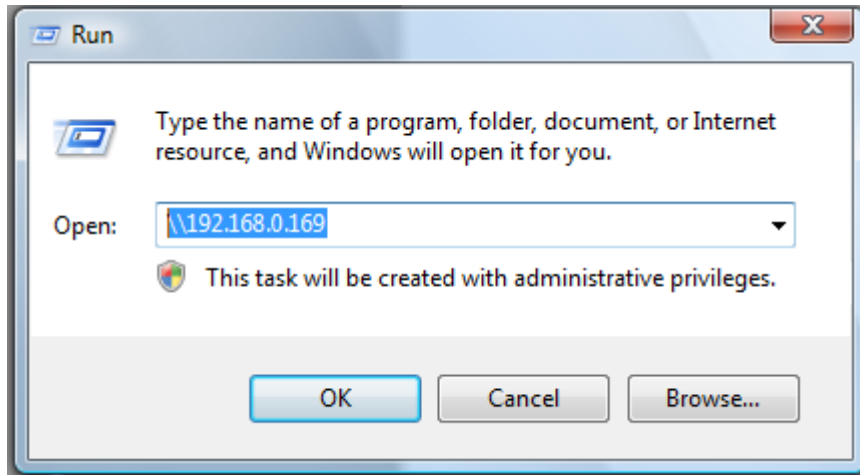 Run
Type the name of a program, folder, document, or Internet
resource, and Windows will open it for you.
Open: \\192.168.0.169
This task will be created with administrative privileges.
OK Cancel Browse...